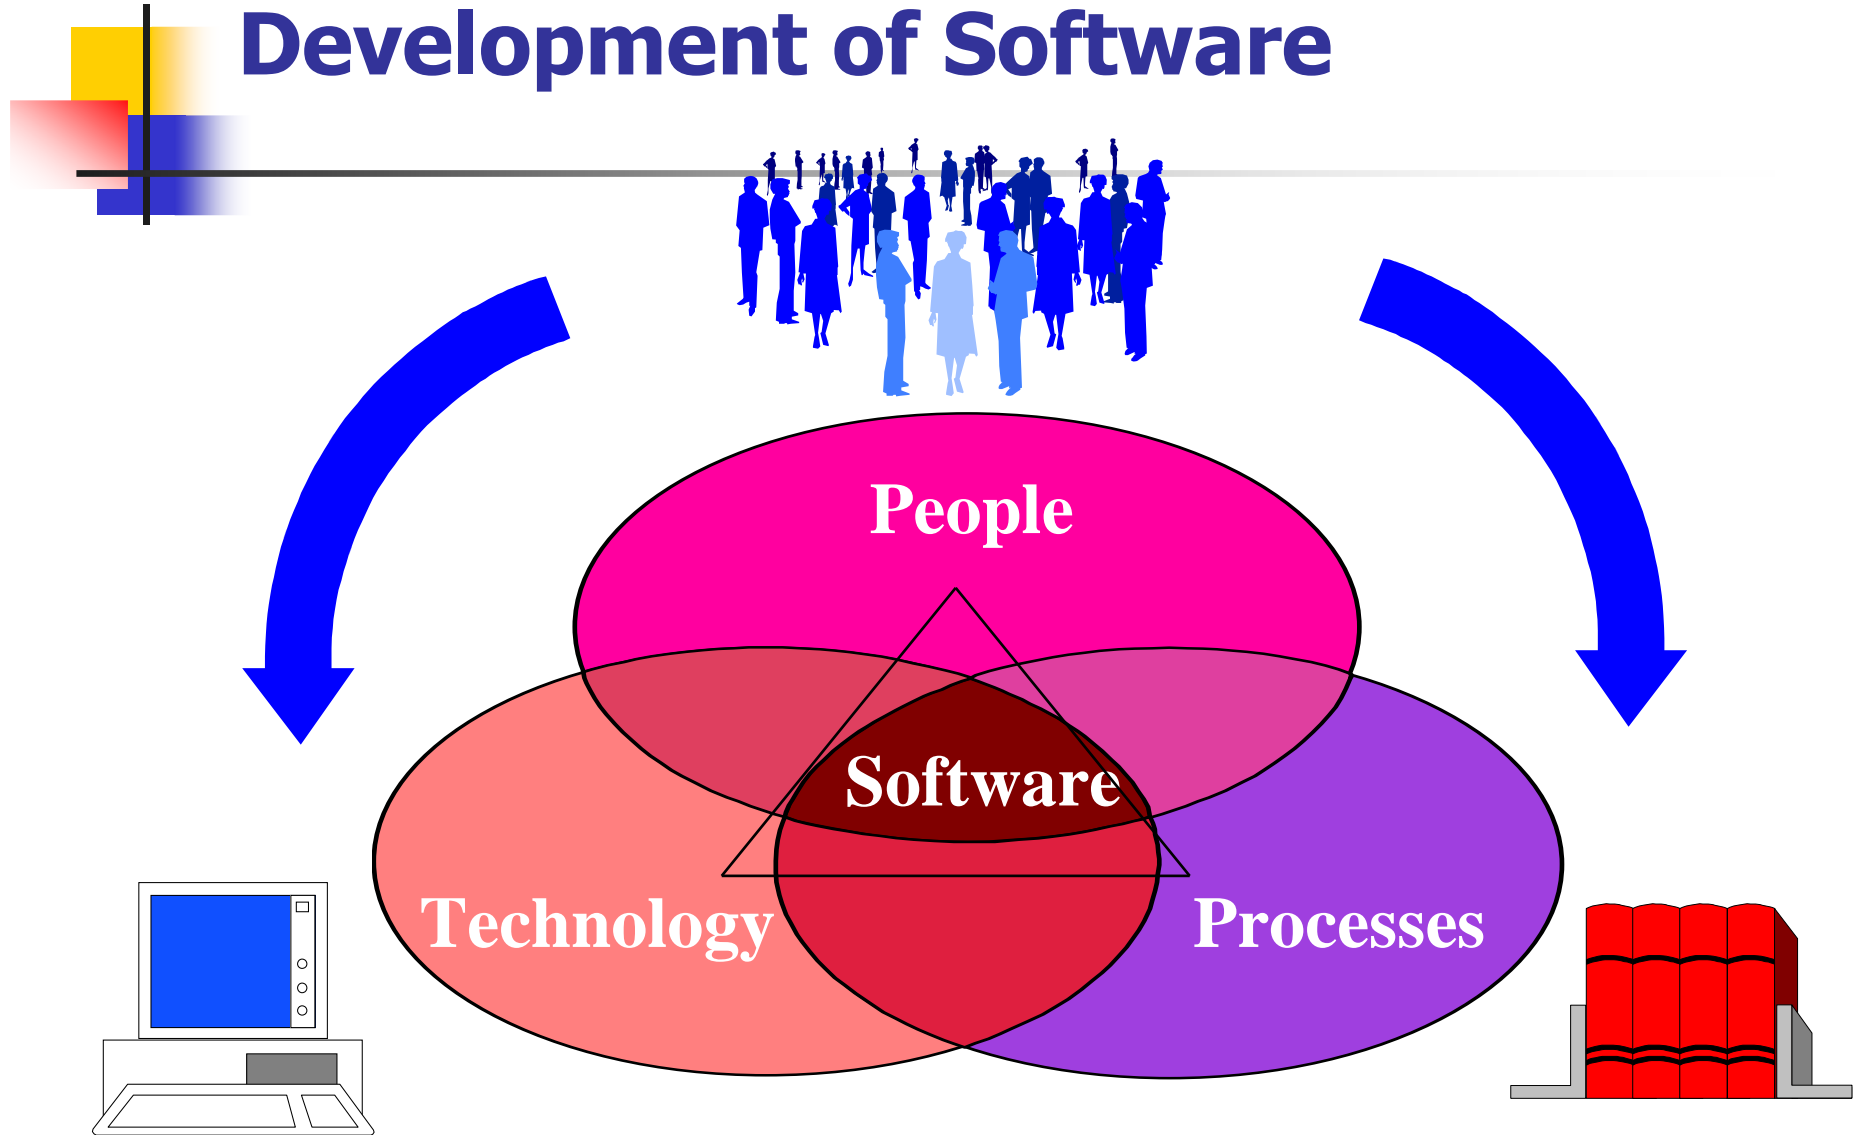 Development of Software
People
Software
Technology
Processes